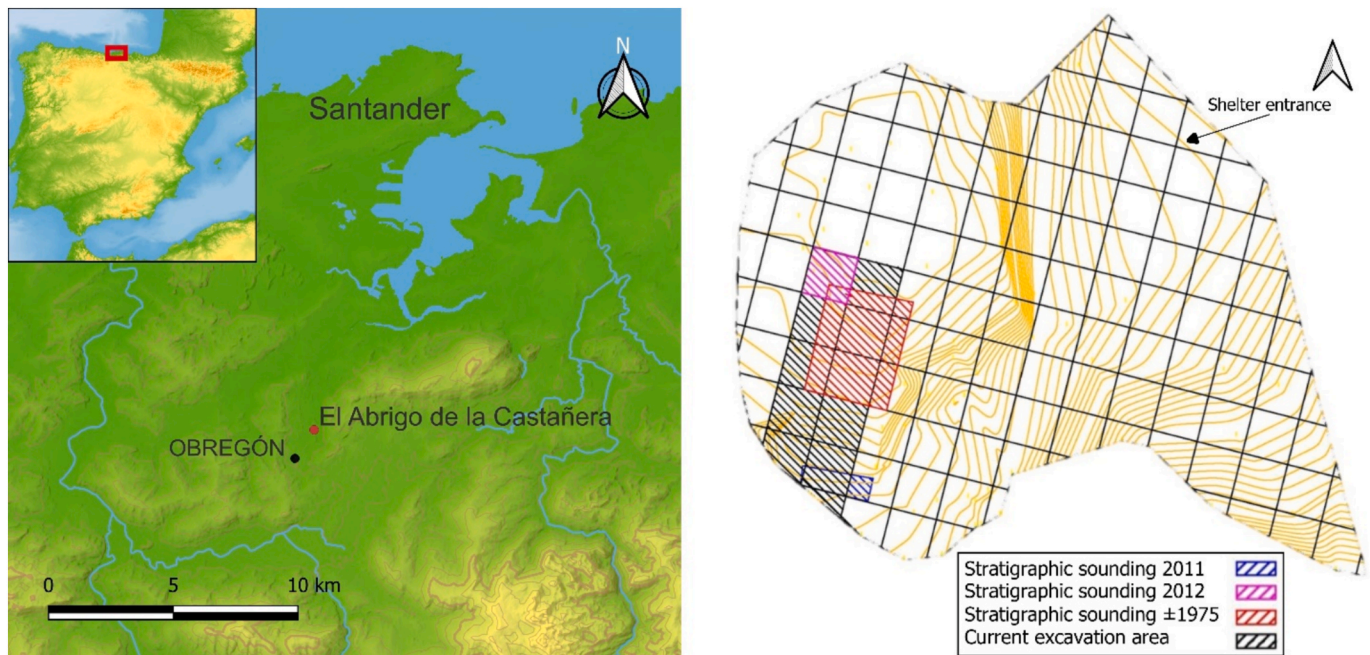 N
Santander
El Abrigo de la Castañera
OBREGÓN
0 5 10 km
Shelter entrance
Stratigraphic sounding 2011
Stratigraphic sounding 2012
Stratigraphic sounding ±1975
Current excavation area